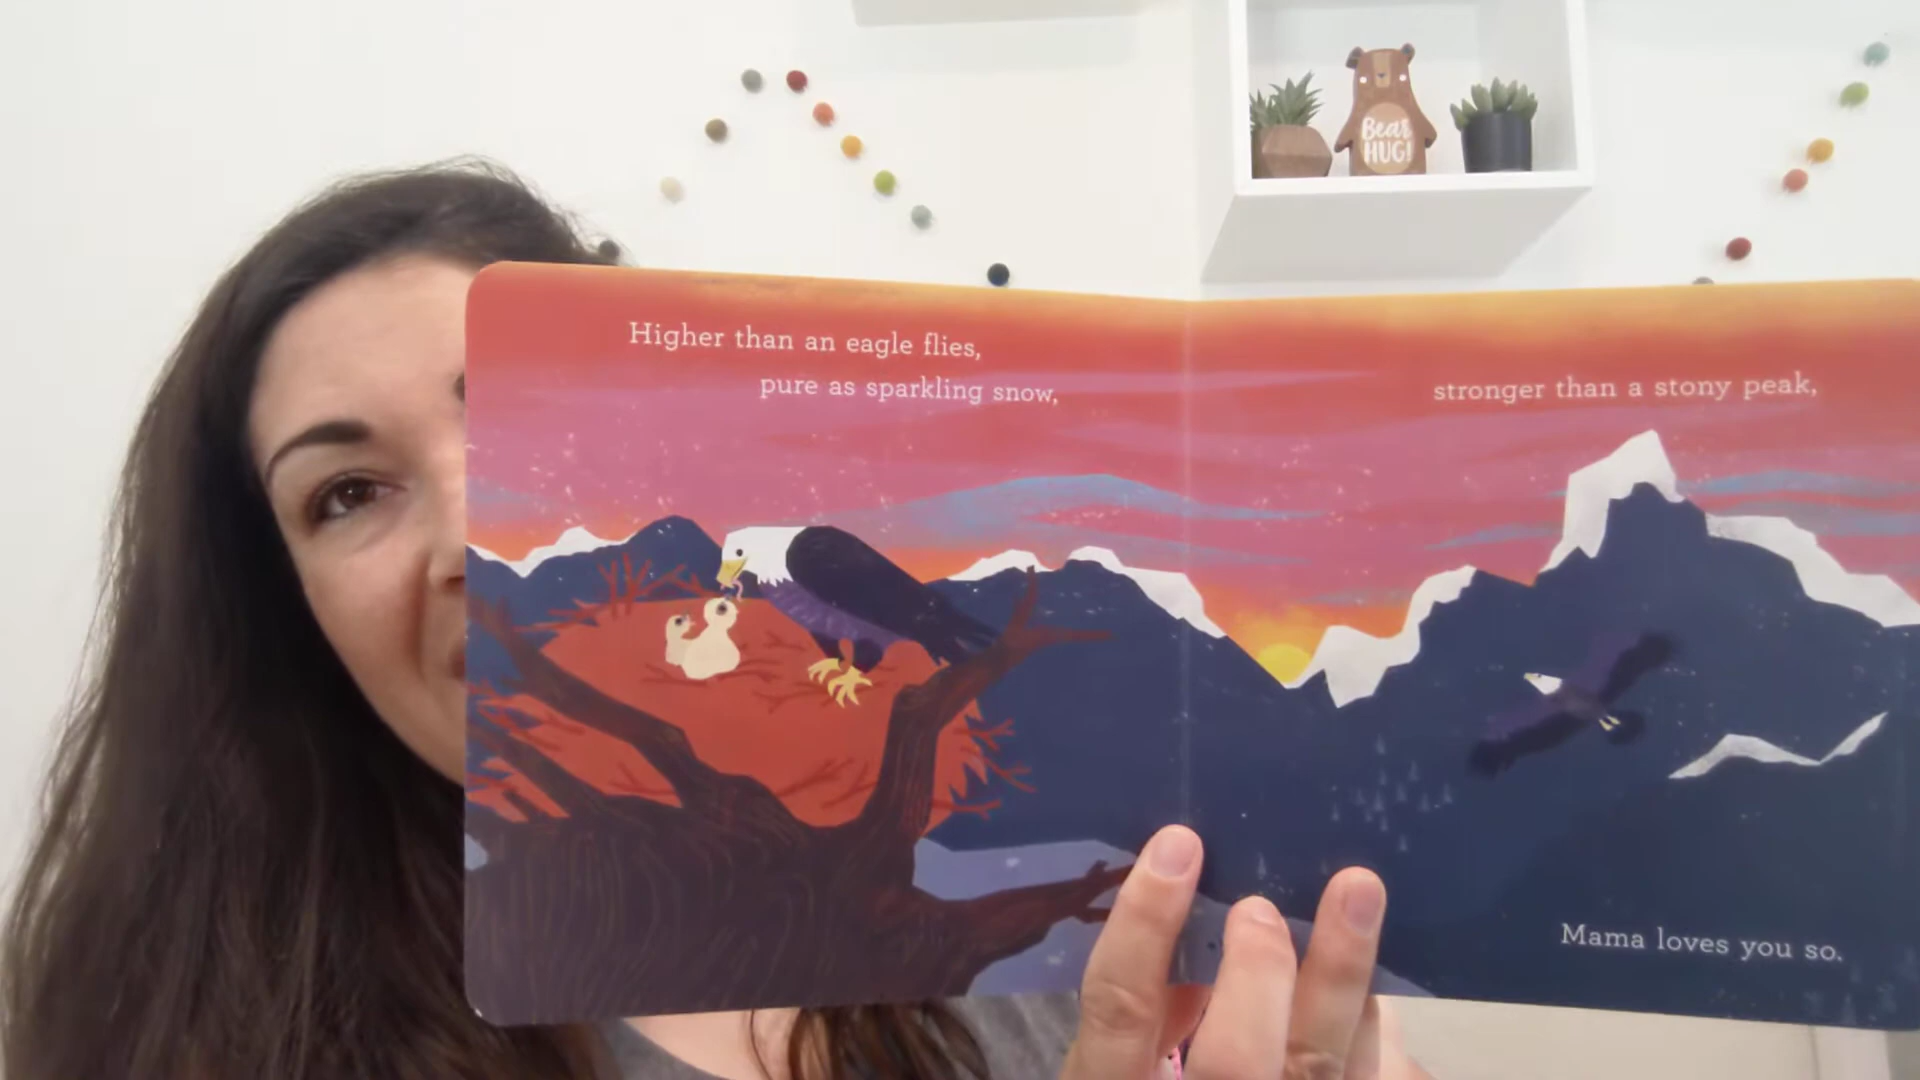 Bear
HUG!
Higher than an eagle flies,
pure as sparkling snow,
stronger than a stony peak,
Mama loves you so.